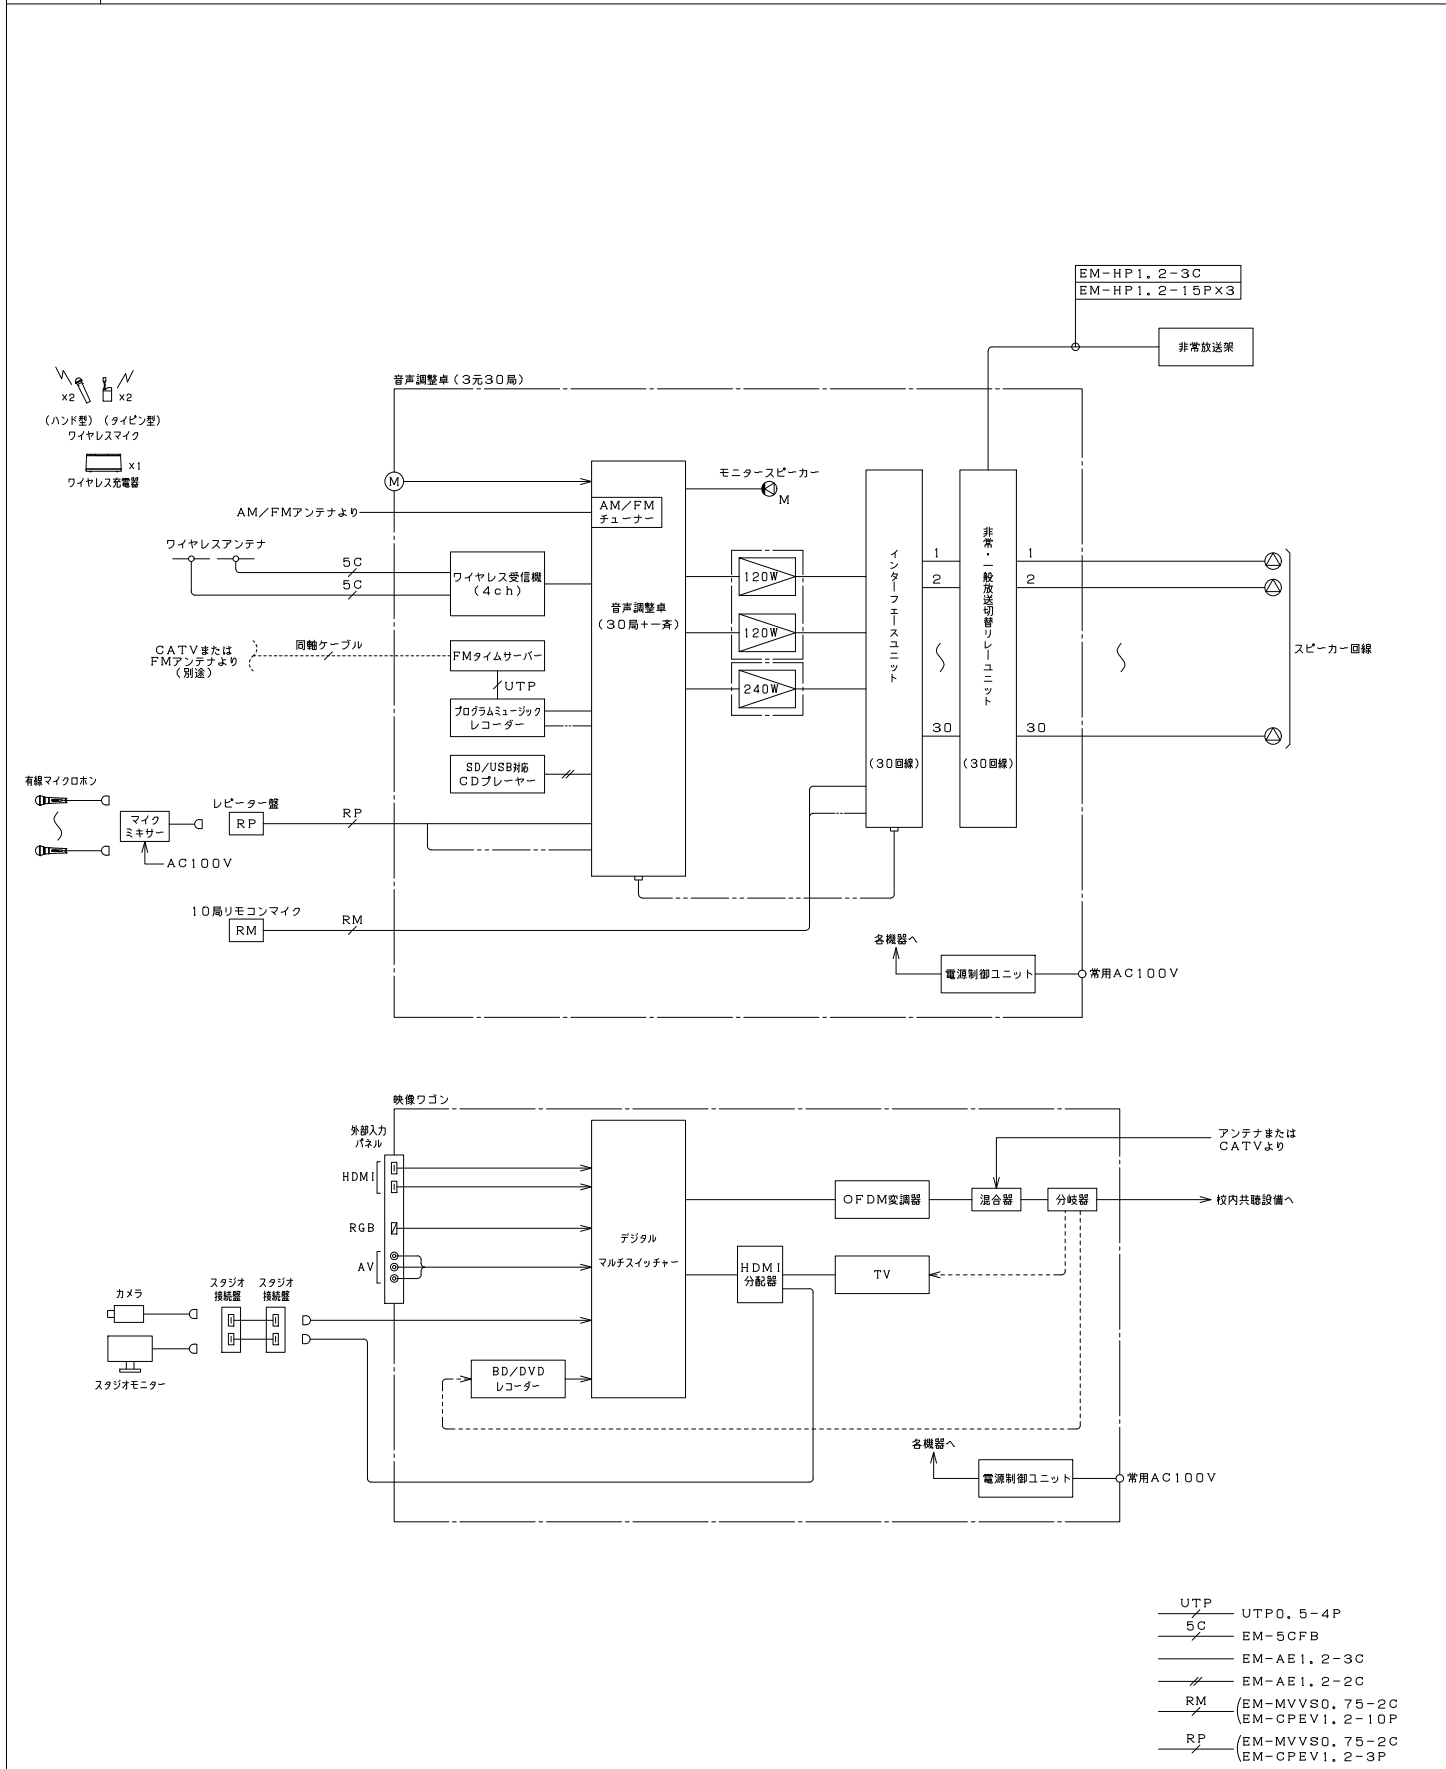 EM-HP1.2-3C
EM-HP1.2-15P×3
非常放送架
×2
×2
(ハンド型)
(タイピン型)
ワイヤレスマイク
×1
ワイヤレス充電器
音声調整卓(3元30局)
M
AM/FMアンテナより
AM/FM
チューナー
モニタースピーカー
M
ワイヤレスアンテナ
5C
5C
ワイヤレス受信機
(4ch)
音声調整卓
(30局+一斉)
120W
120W
240W
インターフェースユニット
(30回線)
非常・一般放送切替リレーユニット
(30回線)
1
2
30
1
2
30
スピーカー回線
CATVまたは
FMアンテナより
(別途)
同軸ケーブル
FMタイムサーバー
UTP
プログラムミュージック
レコーダー
SD/USB対応
CDプレーヤー
有線マイクロホン
マイク
ミキサー
AC100V
レピーター盤
RP
RP
10局リモコンマイク
RM
RM
各機器へ
電源制御ユニット
常用AC100V
映像ワゴン
外部入力
パネル
HDMI
RGB
AV
デジタル
マルチスイッチャー
アンテナまたは
CATVより
OFDM変調器
混合器
分岐器
校内共聴設備へ
HDMI
分配器
TV
カメラ
スタジオ
接続盤
スタジオ
接続盤
スタジオモニター
BD/DVD
レコーダー
各機器へ
電源制御ユニット
常用AC100V
UTP
UTP0.5-4P
5C
EM-5CFB
EM-AE1.2-3C
EM-AE1.2-2C
RM
(EM-MVVS0.75-2C
EM-CPEV1.2-10P
RP
(EM-MVVS0.75-2C
EM-CPEV1.2-3P